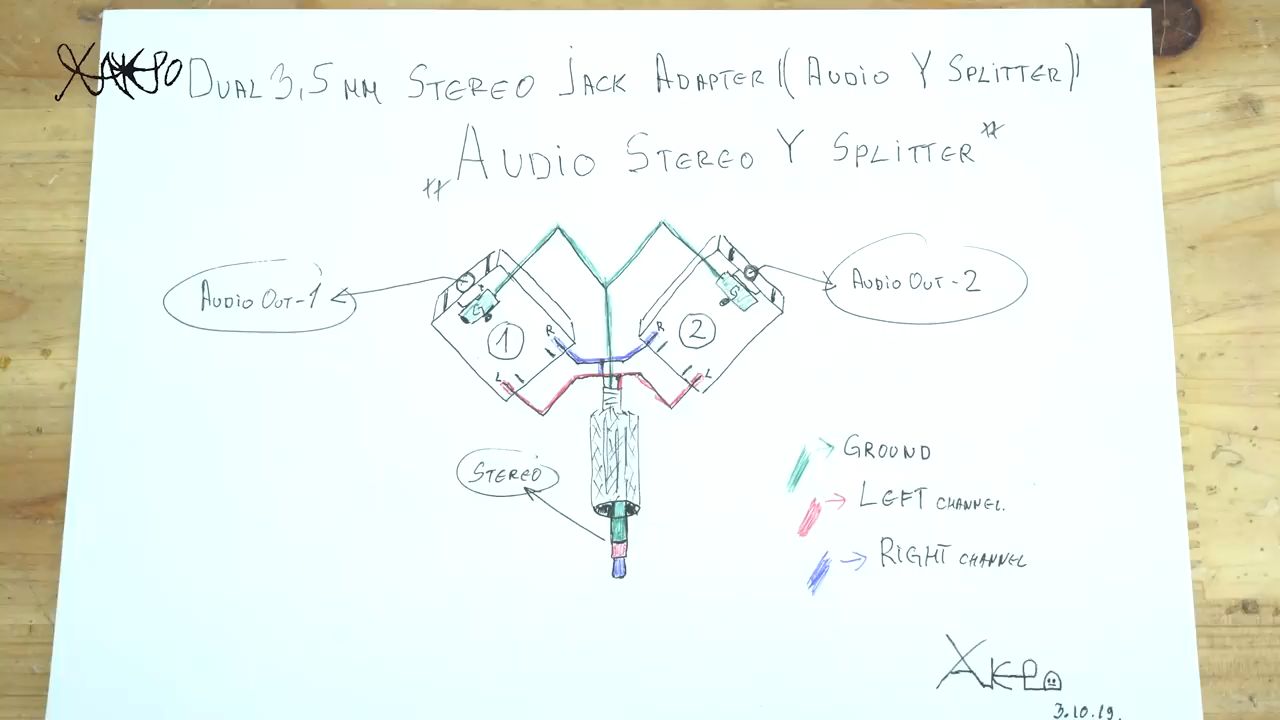 DUAL 3,5 MM STEREO JACK ADAPTER (( AUDIO Y SPLITTER ))
"AUDIO STEREO Y SPLITTER"
AUDIO OUT-1
AUDIO OUT-2
G
G
1
2
R
R
L
L
STEREO
GROUND
LEFT CHANNEL.
RIGHT CHANNEL
3.10.19.